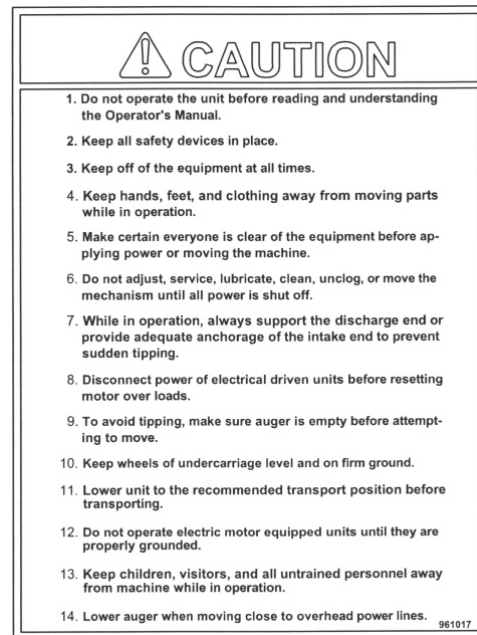 CAUTION
1. Do not operate the unit before reading and understanding
the Operator's Manual.
2. Keep all safety devices in place.
3. Keep off of the equipment at all times.
4. Keep hands, feet, and clothing away from moving parts
while in operation.
5. Make certain everyone is clear of the equipment before ap-
plying power or moving the machine.
6. Do not adjust, service, lubricate, clean, unclog, or move the
mechanism until all power is shut off.
7. While in operation, always support the discharge end or
provide adequate anchorage of the intake end to prevent
sudden tipping.
8. Disconnect power of electrical driven units before resetting
motor over loads.
9. To avoid tipping, make sure auger is empty before attempt-
ing to move.
10. Keep wheels of undercarriage level and on firm ground.
11. Lower unit to the recommended transport position before
transporting.
12. Do not operate electric motor equipped units until they are
properly grounded.
13. Keep children, visitors, and all untrained personnel away
from machine while in operation.
14. Lower auger when moving close to overhead power lines.
961017